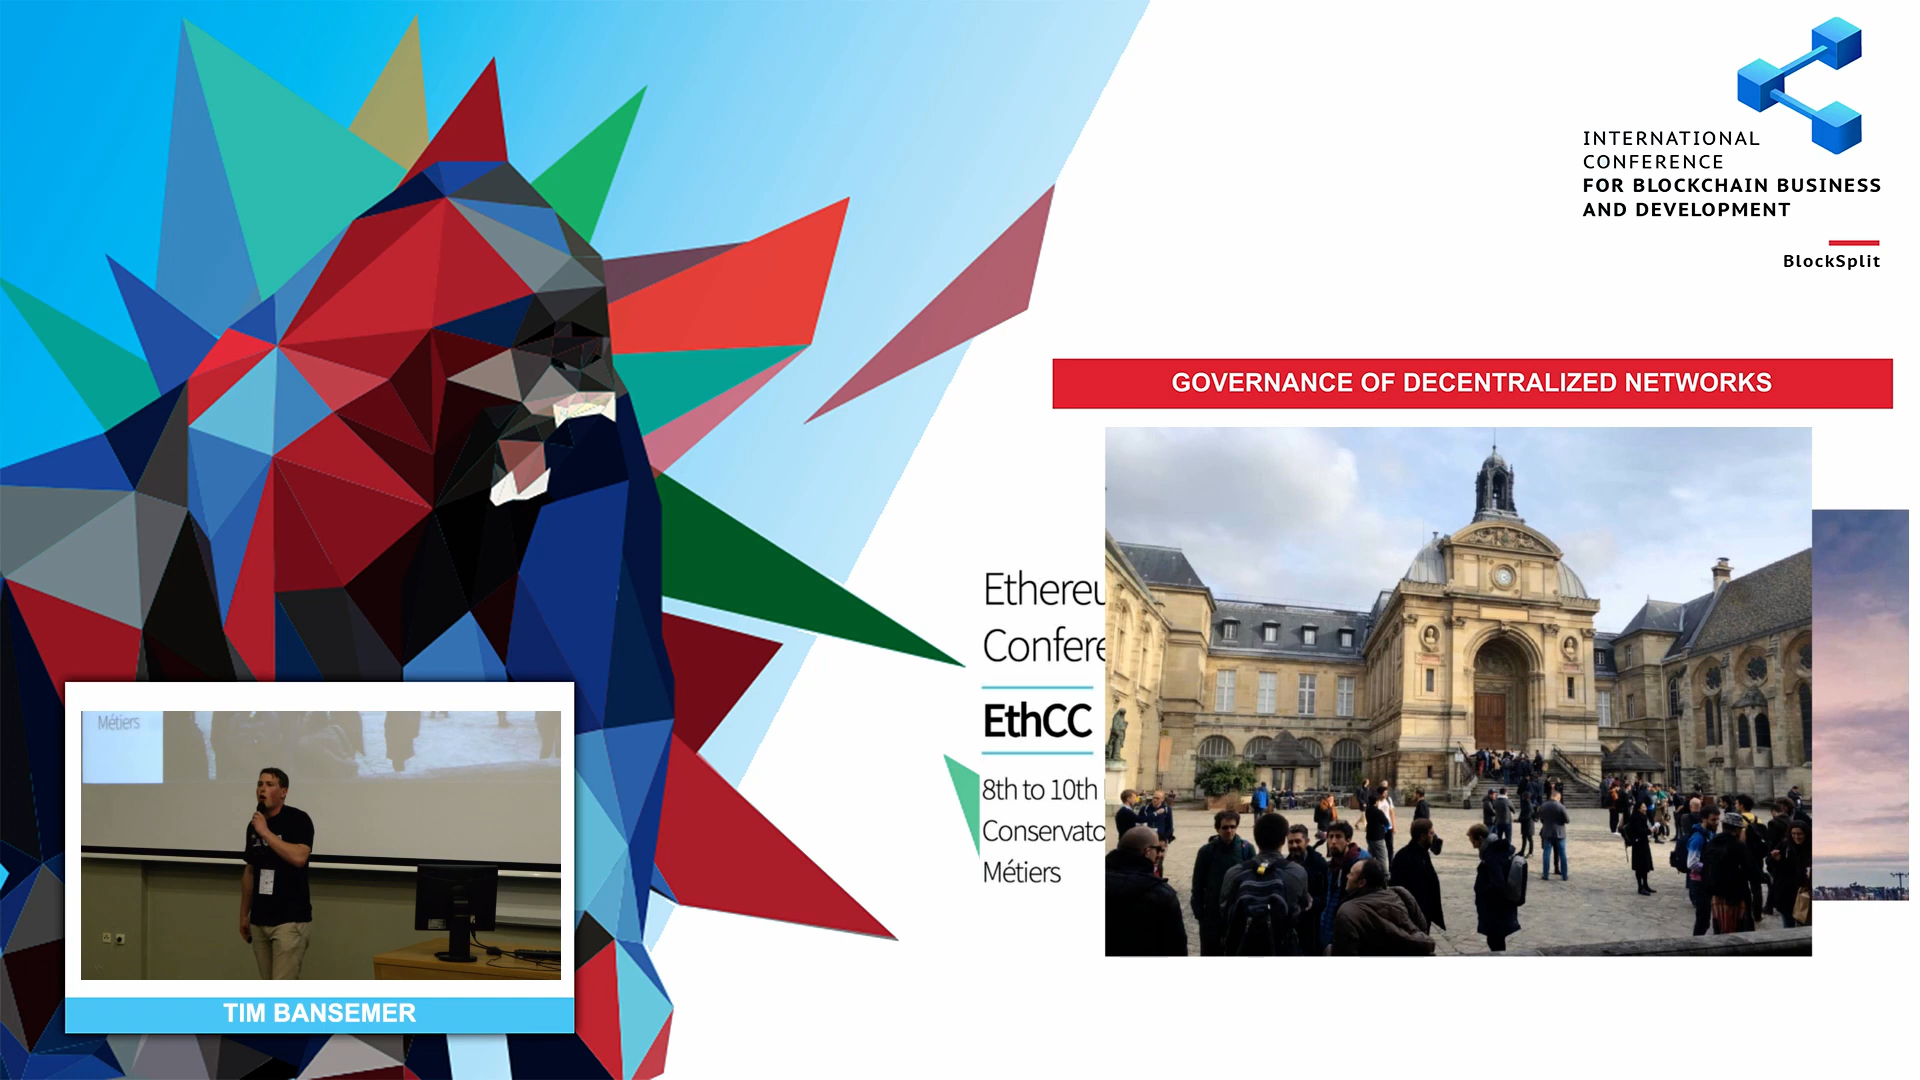 INTERNATIONAL
CONFERENCE
FOR BLOCKCHAIN BUSINESS
AND DEVELOPMENT
BlockSplit
GOVERNANCE OF DECENTRALIZED NETWORKS
Ethereu
Confere
EthCC
8th to 10th
Conservato
Métiers
Métiers
TIM BANSEMER